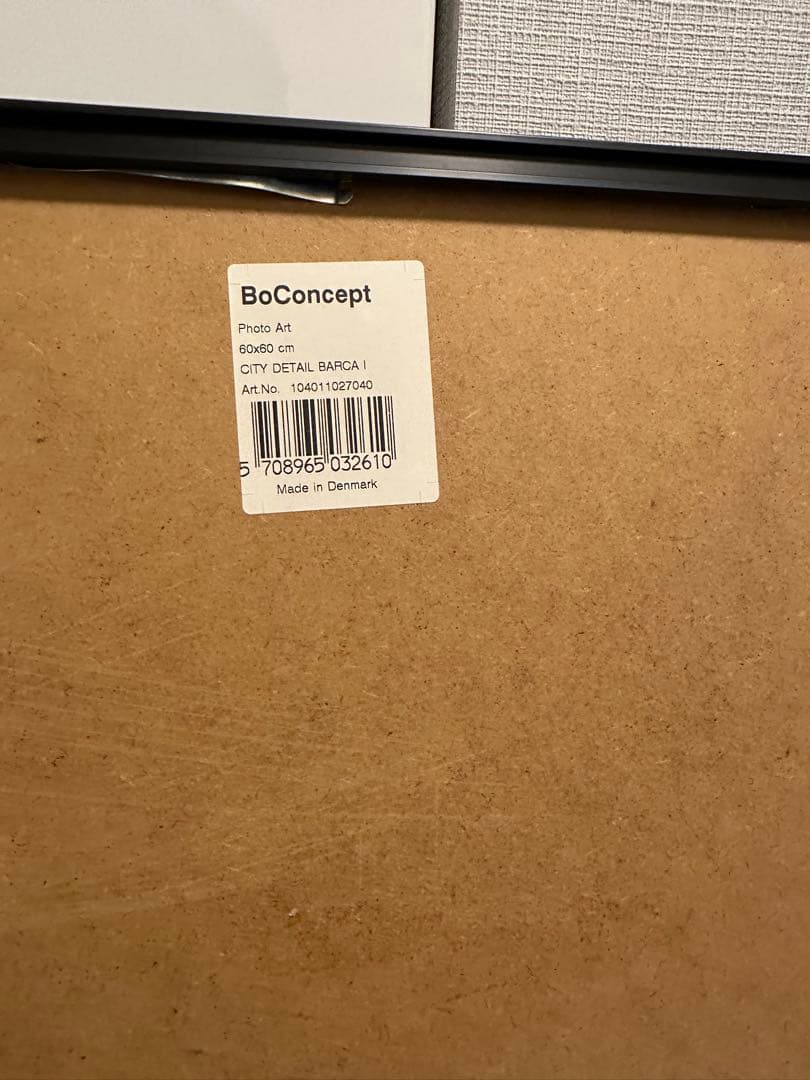 BoConcept
Photo Art
60x60 cm
CITY DETAIL BARCA I
Art.No. 104011027040
5 708965 032610
Made in Denmark